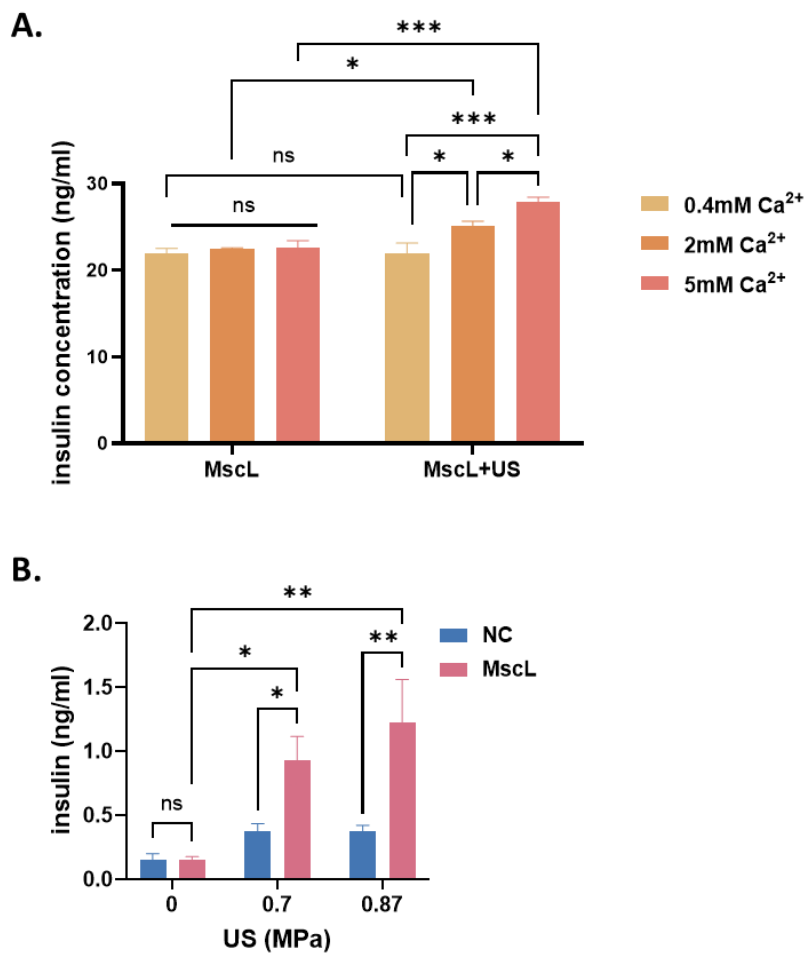 A.
***
*
***
ns
*
*
ns
insulin concentration (ng/ml)
30
20
10
0
MscL
MscL+US
0.4mM Ca²⁺
2mM Ca²⁺
5mM Ca²⁺
B.
**
**
*
*
ns
insulin (ng/ml)
2.0
1.5
1.0
0.5
0.0
0
0.7
0.87
US (MPa)
NC
MscL